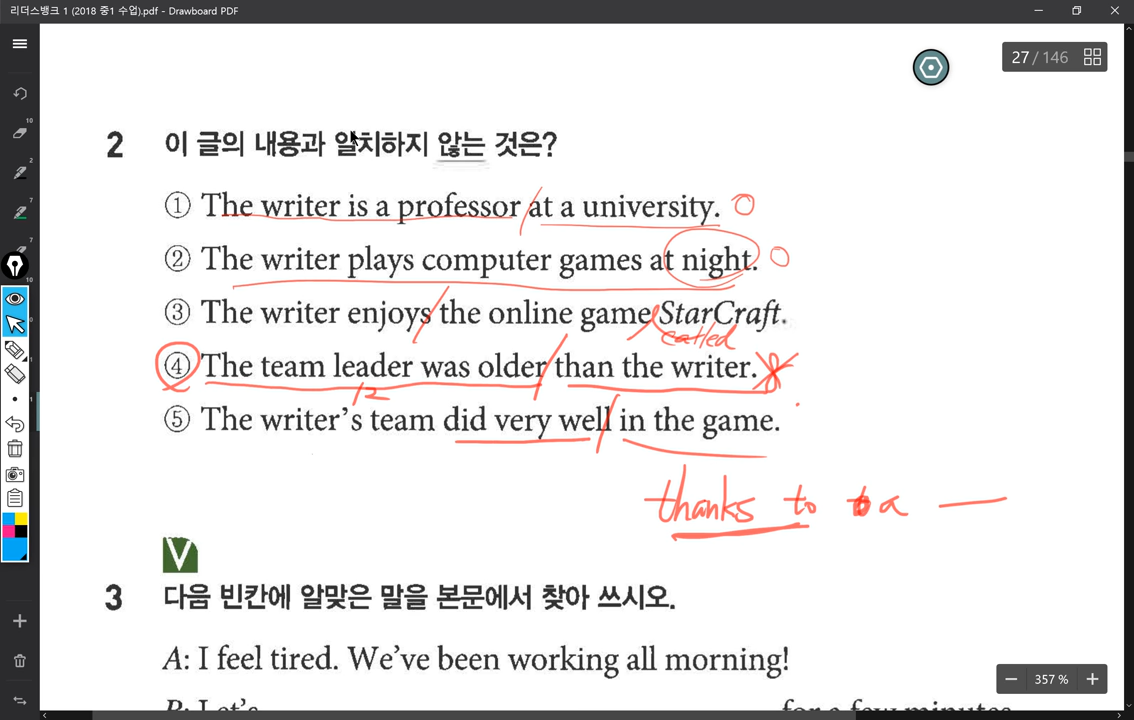 리더스뱅크 1 (2018 중1 수업).pdf - Drawboard PDF
27 / 146
2 이 글의 내용과 일치하지 않는 것은?
① The writer is a professor at a university.
② The writer plays computer games at night.
③ The writer enjoys the online game StarCraft.
called
④ The team leader was older than the writer.
12
⑤ The writer's team did very well in the game.
thanks to a
V
3 다음 빈칸에 알맞은 말을 본문에서 찾아 쓰시오.
A: I feel tired. We've been working all morning!
357 %
B: Let's for a few minutes